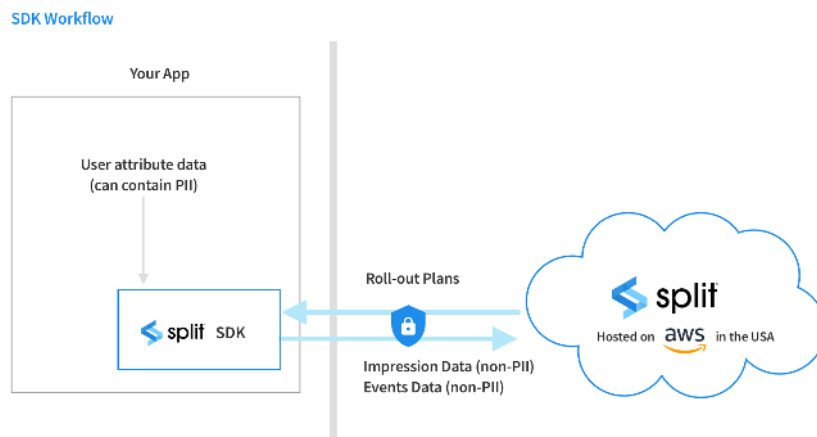 SDK Workflow
Your App
User attribute data
(can contain PII)
split SDK
Roll-out Plans
Impression Data (non-PII)
Events Data (non-PII)
split
Hosted on aws in the USA